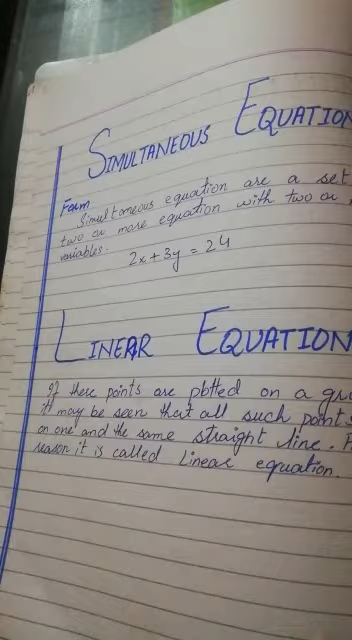 SIMULTANEOUS EQUATION
Form
Simultaneous equation are a set
two or more equation with two or
variables.
2x+3y = 24
LINEAR EQUATION
If these points are plotted on a
it may be seen that all such point
on one and the same straight line.
reason it is called Linear equation.